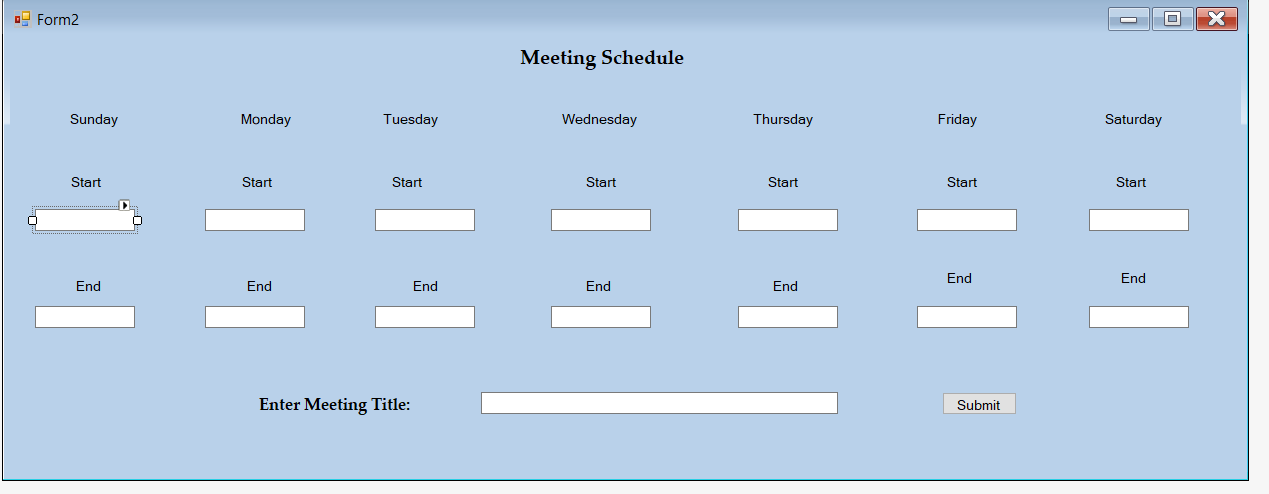 Form2
Meeting Schedule
Sunday Monday Tuesday Wednesday Thursday Friday Saturday
Start Start Start Start Start Start Start
End End End End End End End
Enter Meeting Title: Submit